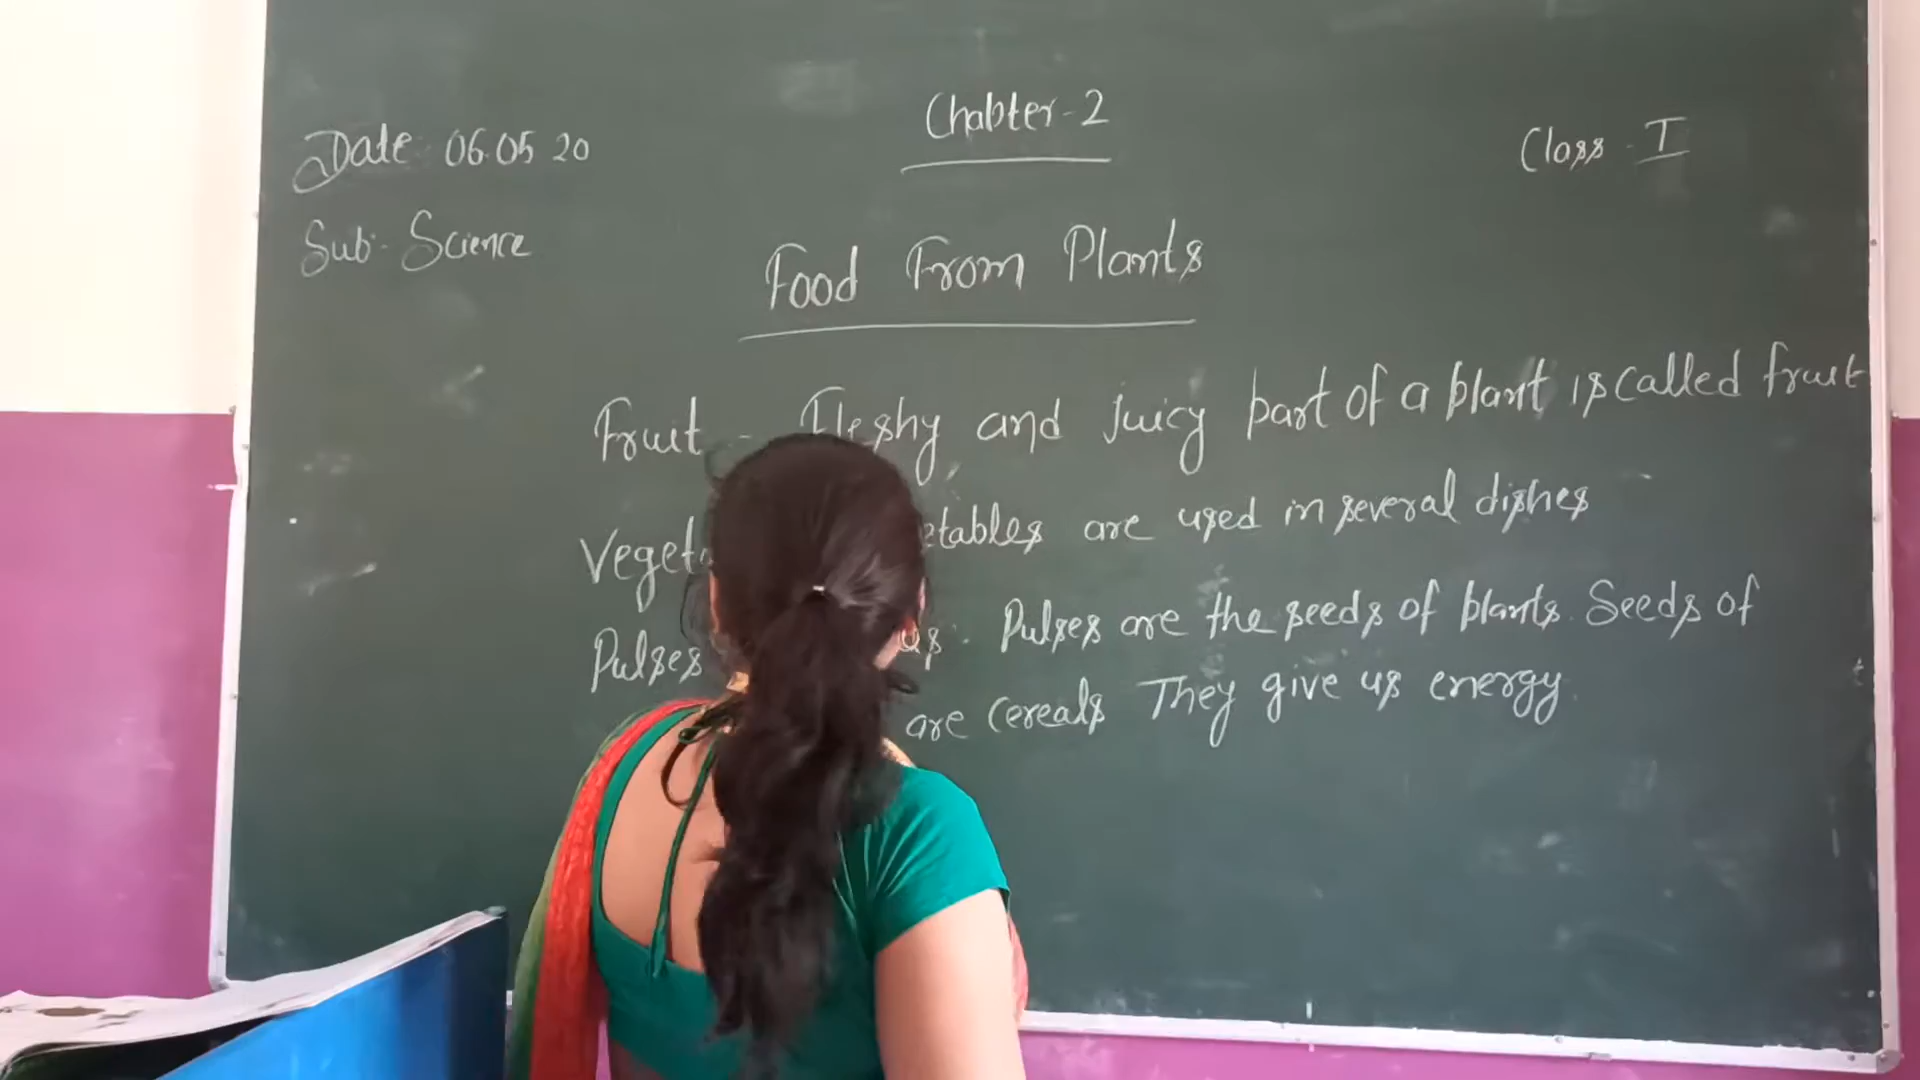 Chapter-2
Date 06.05 20
Class - I
Sub- Science
Food From Plants
Fruit - Fleshy and juicy part of a plant is called fruit
are used in several dishes
Pulses Pulses are the seeds of plants. Seeds of
are cereals They give us energy.